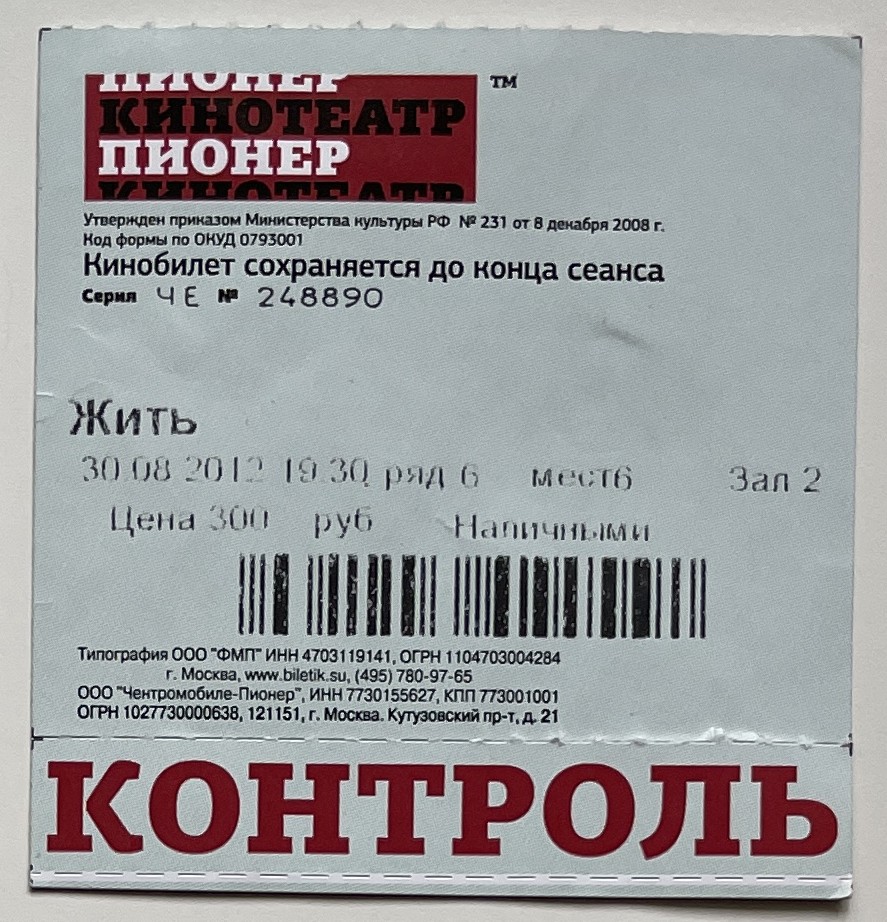 ПИОНЕР
КИНОТЕАТР
ПИОНЕР
КИНОТЕАТР
TM
Утвержден приказом Министерства культуры РФ № 231 от 8 декабря 2008 г.
Код формы по ОКУД 0793001
Кинобилет сохраняется до конца сеанса
Серия ЧЕ № 248890
Жить
30.08 2012 19.30 ряд 6 мест6 Зал 2
Цена 300 руб Наличными
Типография ООО "ФМП" ИНН 4703119141, ОГРН 1104703004284
г. Москва, www.biletik.su, (495) 780-97-65
ООО "Чентромобиле-Пионер", ИНН 7730155627, КПП 773001001
ОГРН 1027730000638, 121151, г. Москва. Кутузовский пр-т, д. 21
КОНТРОЛЬ